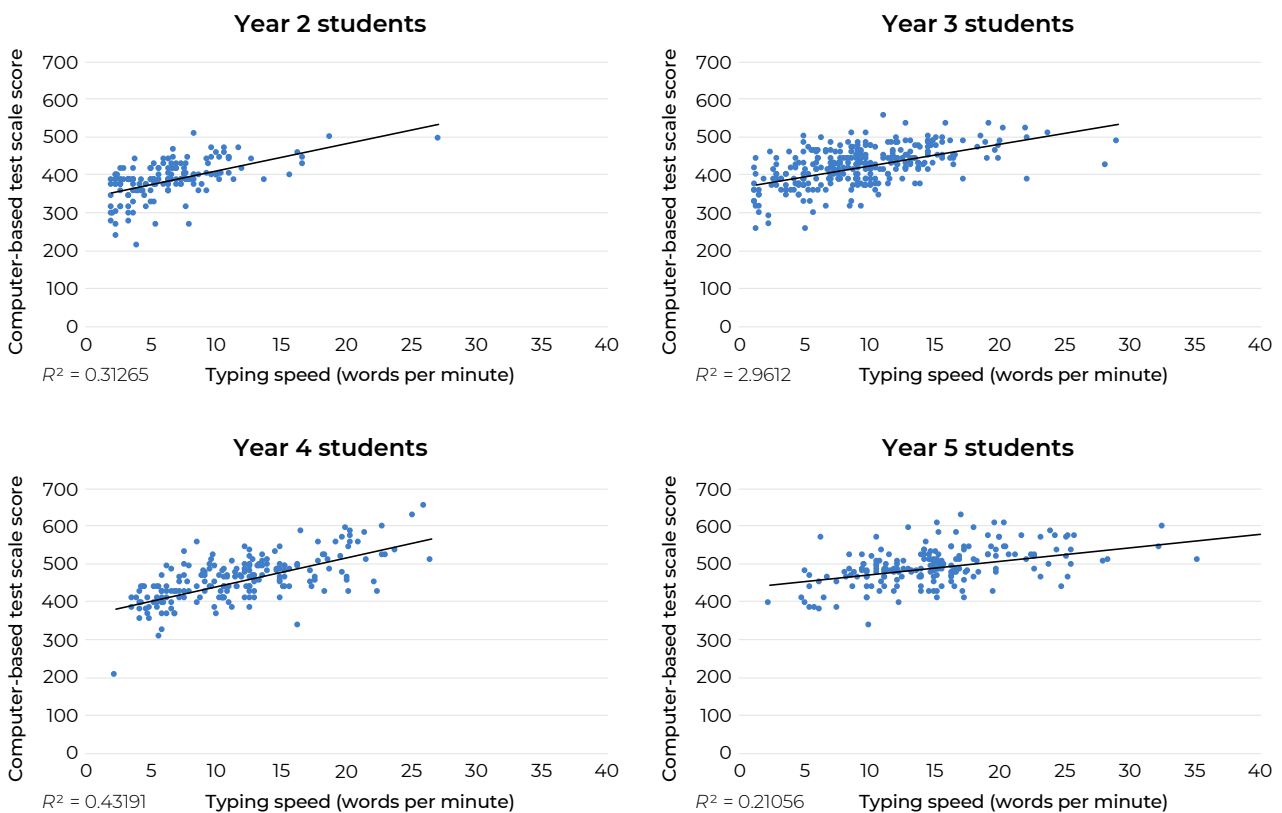 Year 2 students
Computer-based test scale score
700
600
500
400
300
200
100
0
0 5 10 15 20 25 30 35 40
R² = 0.31265
Typing speed (words per minute)
Year 3 students
Computer-based test scale score
700
600
500
400
300
200
100
0
0 5 10 15 20 25 30 35 40
R² = 2.9612
Typing speed (words per minute)
Year 4 students
Computer-based test scale score
700
600
500
400
300
200
100
0
0 5 10 15 20 25 30 35 40
R² = 0.43191
Typing speed (words per minute)
Year 5 students
Computer-based test scale score
700
600
500
400
300
200
100
0
0 5 10 15 20 25 30 35 40
R² = 0.21056
Typing speed (words per minute)